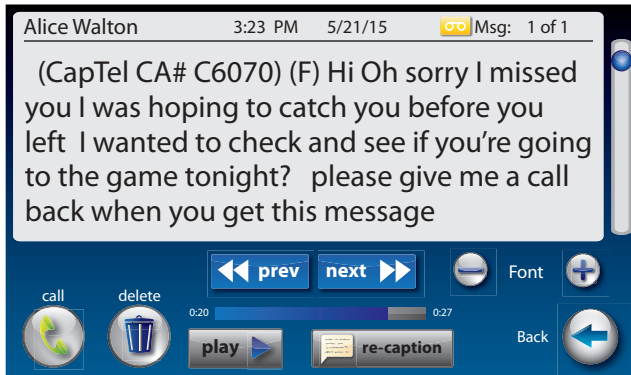 Alice Walton 3:23 PM 5/21/15 Msg: 1 of 1
(CapTel CA# C6070) (F) Hi Oh sorry I missed
you I was hoping to catch you before you
left I wanted to check and see if you’re going
to the game tonight? please give me a call
back when you get this message
prev next Font
call delete
0:20 0:27
play re-caption Back